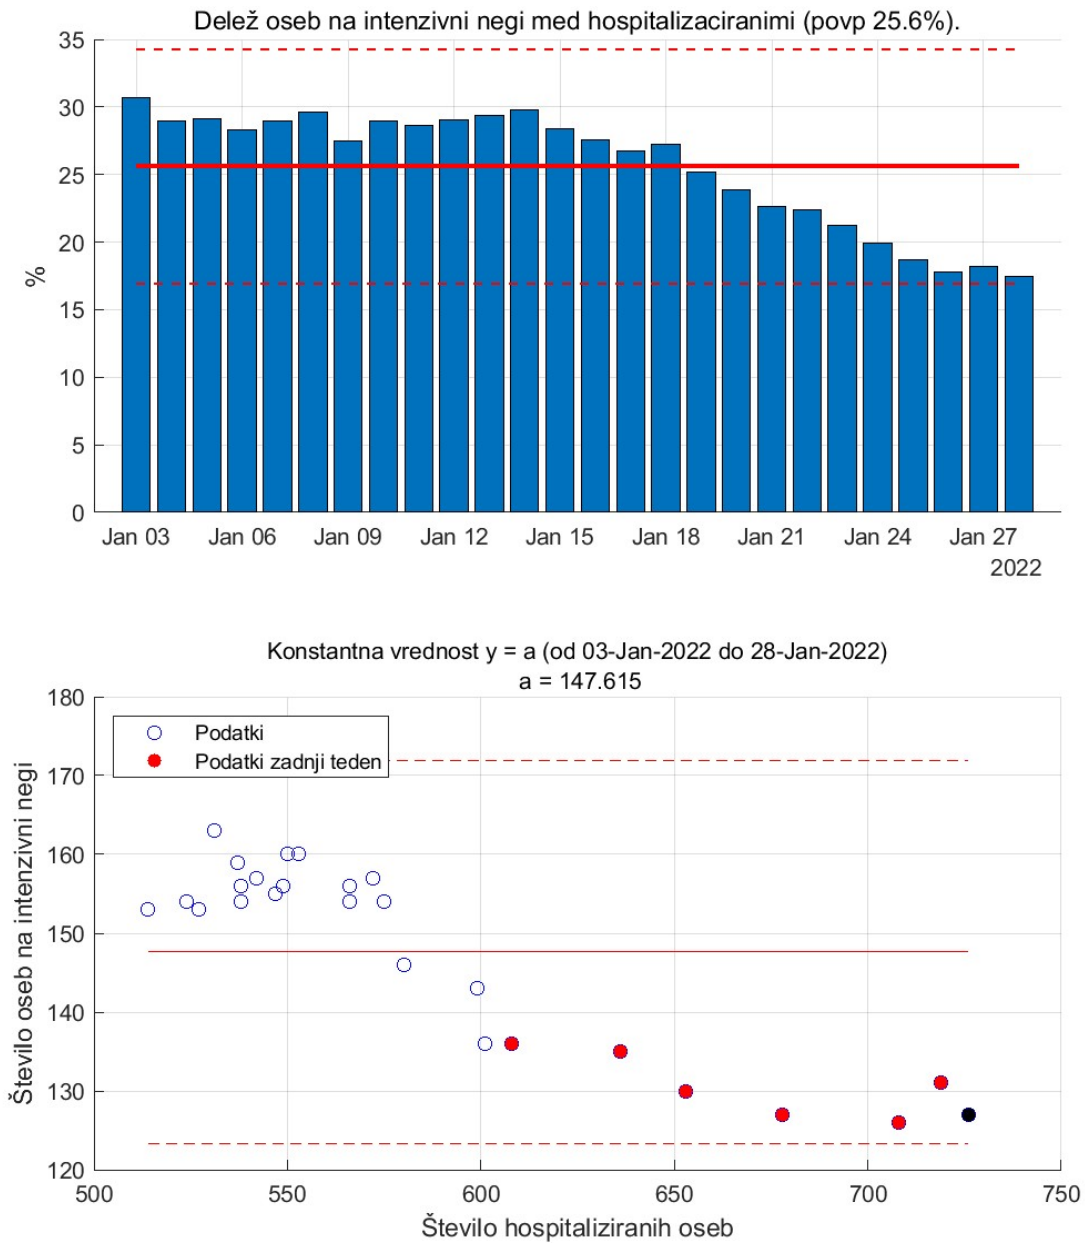 Delež oseb na intenzivni negi med hospitalizaciranimi (povp 25.6%).
35
30
25
20
15
10
5
0
%
Jan 03 Jan 06 Jan 09 Jan 12 Jan 15 Jan 18 Jan 21 Jan 24 Jan 27
2022
Konstantna vrednost y = a (od 03-Jan-2022 do 28-Jan-2022)
a = 147.615
180
170
160
150
140
130
120
Število oseb na intenzivni negi
Podatki
Podatki zadnji teden
500 550 600 650 700 750
Število hospitaliziranih oseb